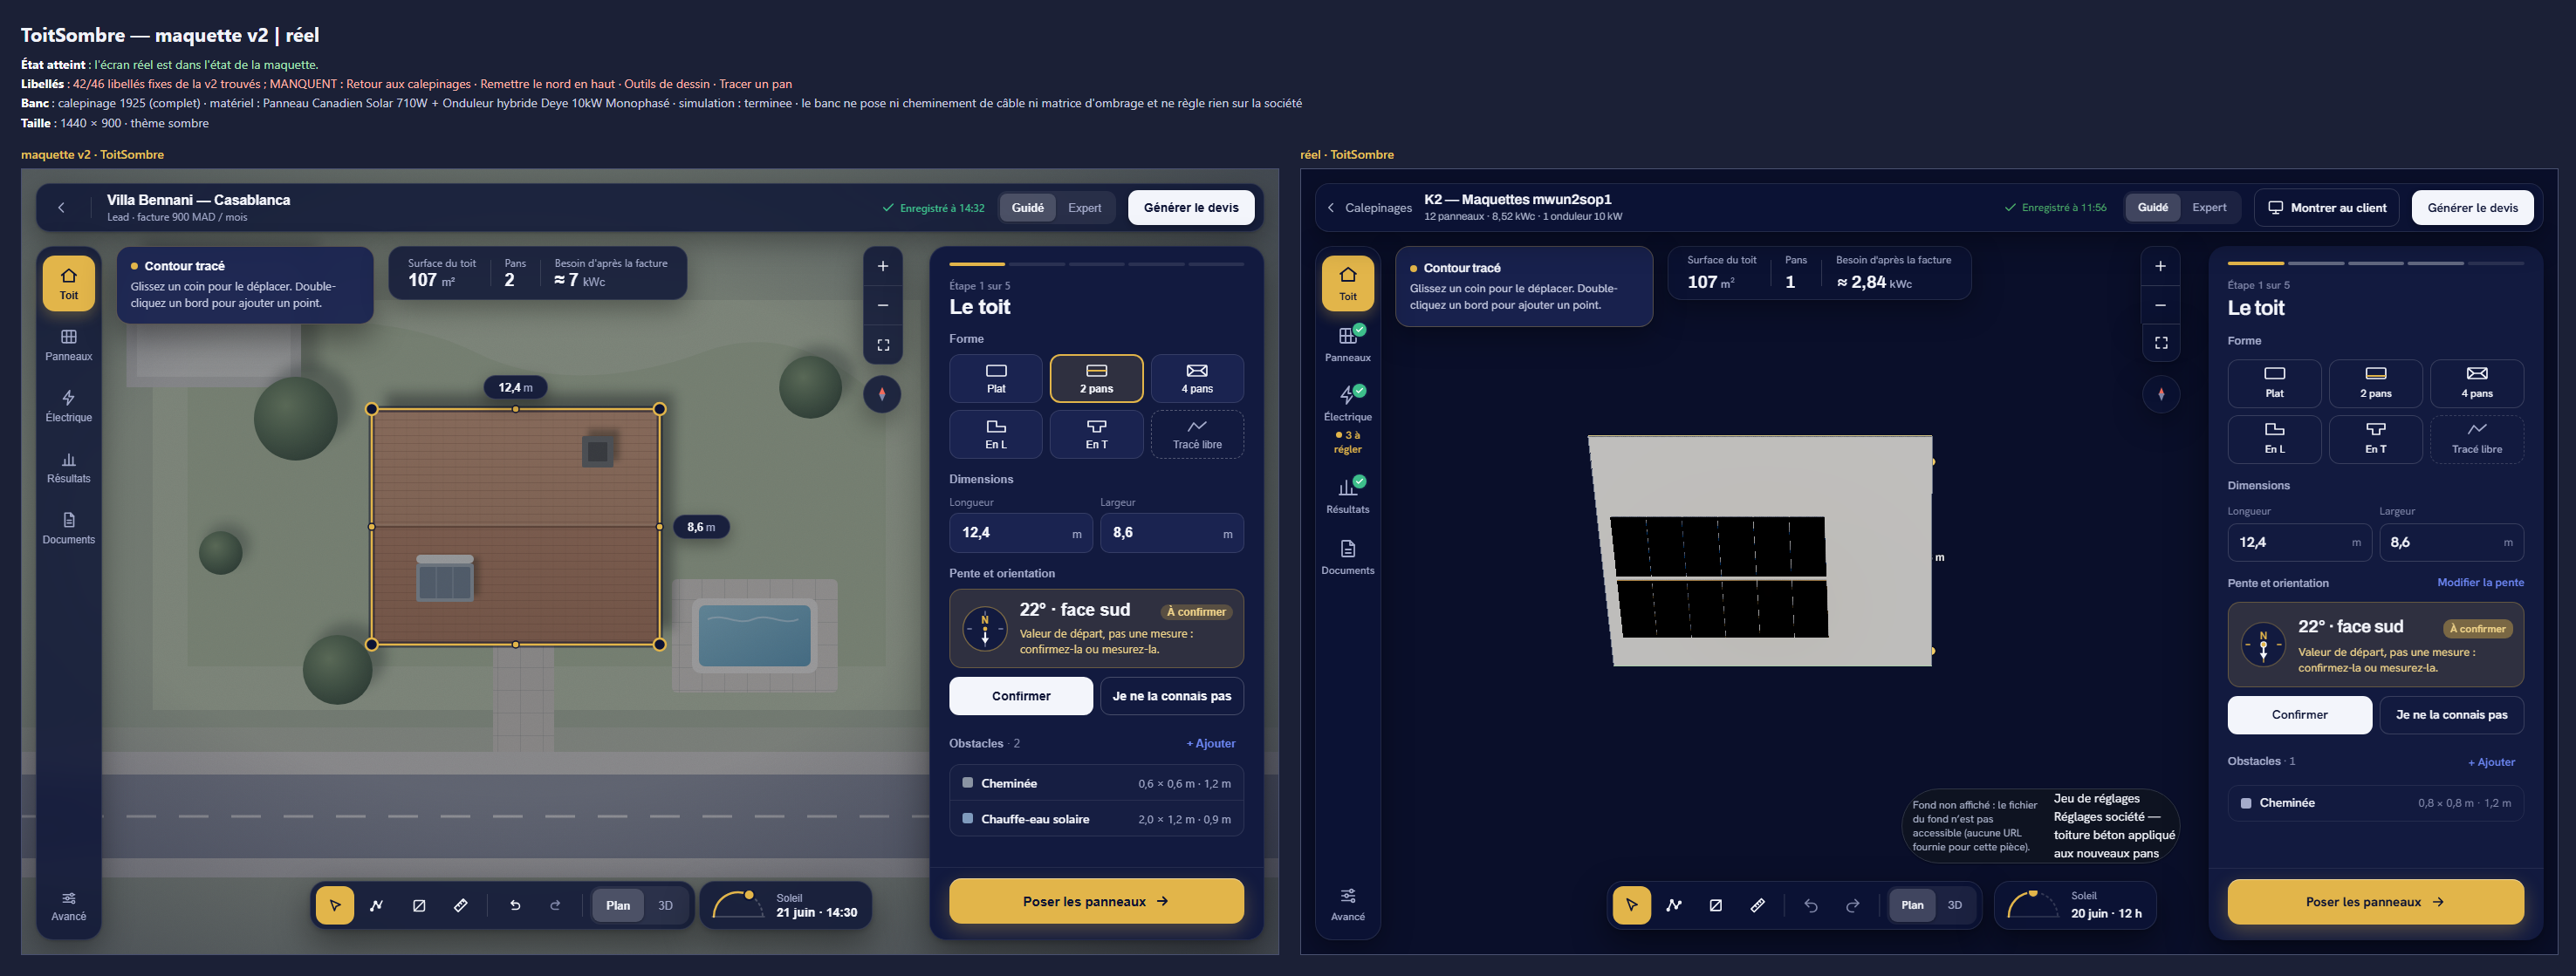 ToitSombre — maquette v2 | réel
État atteint : l'écran réel est dans l'état de la maquette.
Libellés : 42/46 libellés fixes de la v2 trouvés ; MANQUENT : Retour aux calepinages · Remettre le nord en haut · Outils de dessin · Tracer un pan
Banc : calepinage 1925 (complet) · matériel : Panneau Canadien Solar 710W + Onduleur hybride Deye 10kW Monophasé · simulation : terminee · le banc ne pose ni cheminement de câble ni matrice d'ombrage et ne règle rien sur la société
Taille : 1440 × 900 · thème sombre
maquette v2 · ToitSombre
Villa Bennani — Casablanca
Lead · facture 900 MAD / mois
Enregistré à 14:32
Guidé
Expert
Générer le devis
Toit
Panneaux
Électrique
Résultats
Documents
Avancé
Contour tracé
Glissez un coin pour le déplacer. Double-
cliquez un bord pour ajouter un point.
Surface du toit
107 m²
Pans
2
Besoin d'après la facture
≈ 7 kWc
+
−
12,4 m
8,6 m
Étape 1 sur 5
Le toit
Forme
Plat
2 pans
4 pans
En L
En T
Tracé libre
Dimensions
Longueur
Largeur
12,4 m
8,6 m
Pente et orientation
N
22° · face sud
À confirmer
Valeur de départ, pas une mesure :
confirmez-la ou mesurez-la.
Confirmer
Je ne la connais pas
Obstacles · 2
+ Ajouter
Cheminée
0,6 × 0,6 m · 1,2 m
Chauffe-eau solaire
2,0 × 1,2 m · 0,9 m
Poser les panneaux →
Plan
3D
Soleil
21 juin · 14:30
réel · ToitSombre
Calepinages
K2 — Maquettes mwun2sop1
12 panneaux · 8,52 kWc · 1 onduleur 10 kW
Enregistré à 11:56
Guidé
Expert
Montrer au client
Générer le devis
Toit
Panneaux
Électrique
3 à
régler
Résultats
Documents
Avancé
Contour tracé
Glissez un coin pour le déplacer. Double-
cliquez un bord pour ajouter un point.
Surface du toit
107 m²
Pans
1
Besoin d'après la facture
≈ 2,84 kWc
+
−
m
Étape 1 sur 5
Le toit
Forme
Plat
2 pans
4 pans
En L
En T
Tracé libre
Dimensions
Longueur
Largeur
12,4 m
8,6 m
Pente et orientation
Modifier la pente
N
22° · face sud
À confirmer
Valeur de départ, pas une mesure :
confirmez-la ou mesurez-la.
Confirmer
Je ne la connais pas
Obstacles · 1
+ Ajouter
Cheminée
0,8 × 0,8 m · 1,2 m
Poser les panneaux →
Fond non affiché : le fichier
du fond n'est pas
accessible (aucune URL
fournie pour cette pièce).
Jeu de réglages
Réglages société —
toiture béton appliqué
aux nouveaux pans
Plan
3D
Soleil
20 juin · 12 h